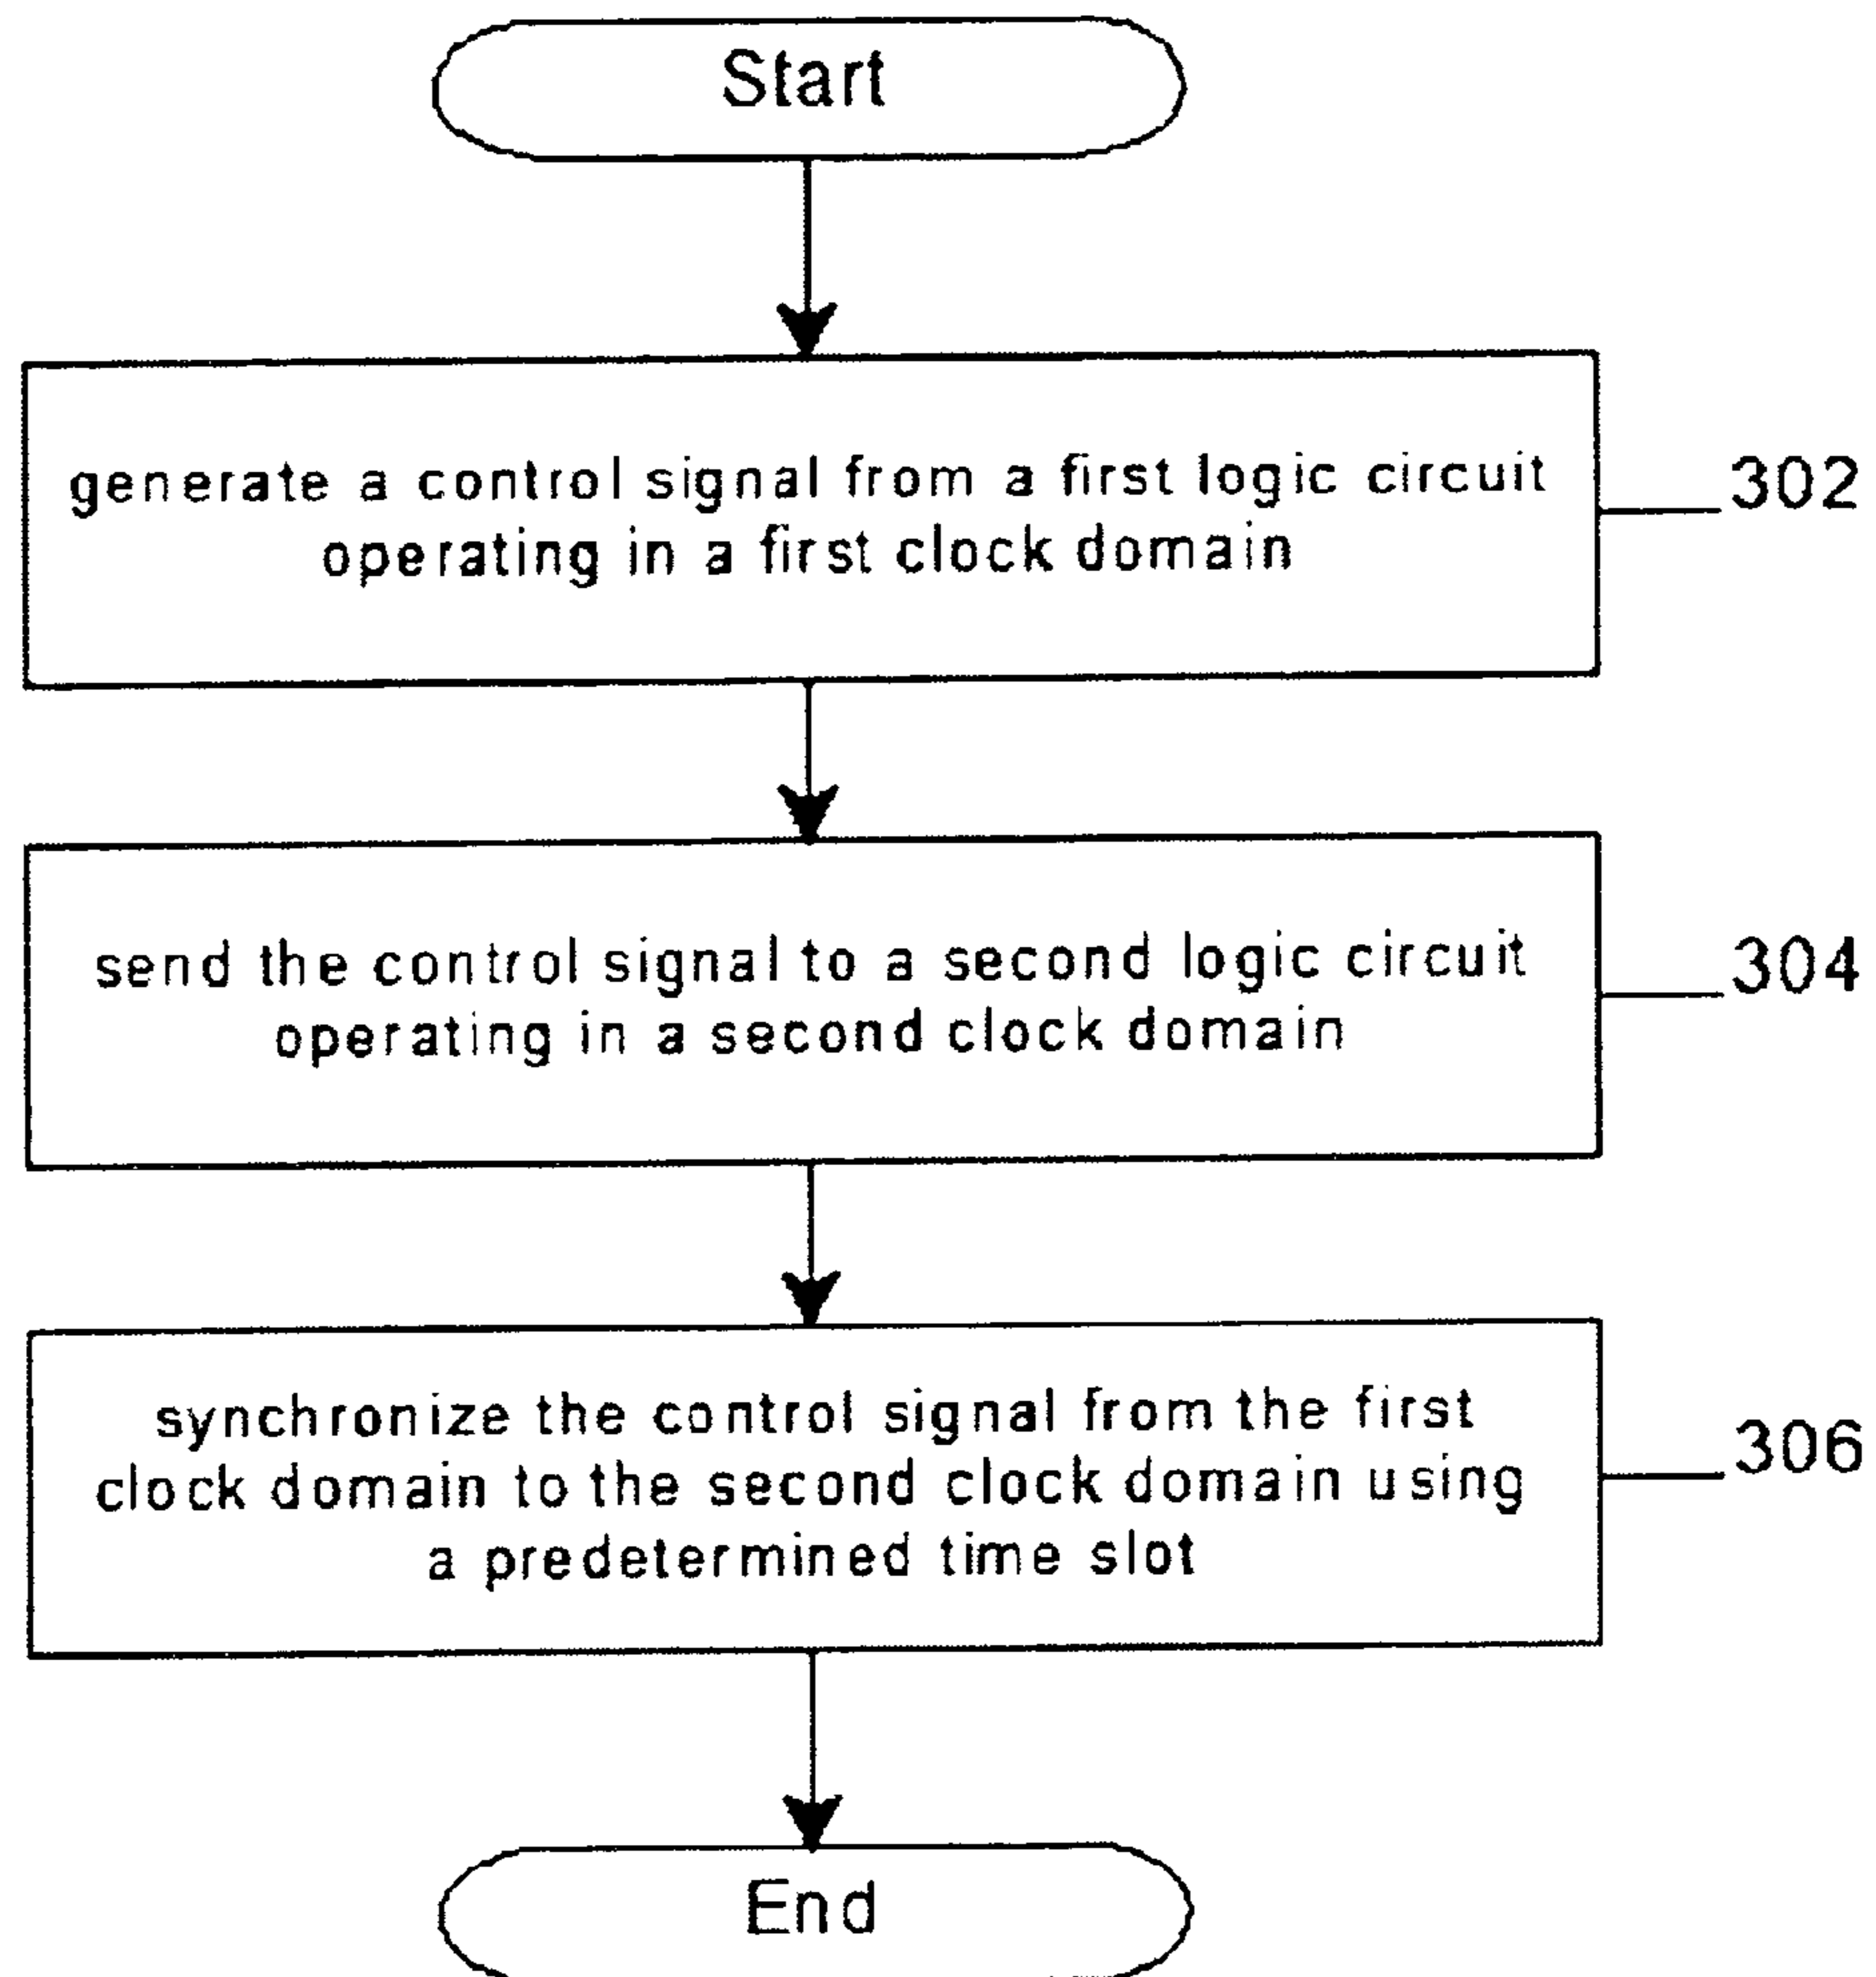 Start
generate a control signal from a first logic circuit
operating in a first clock domain
302
send the control signal to a second logic circuit
operating in a second clock domain
304
synchronize the control signal from the first
clock domain to the second clock domain using
a predetermined time slot
306
End